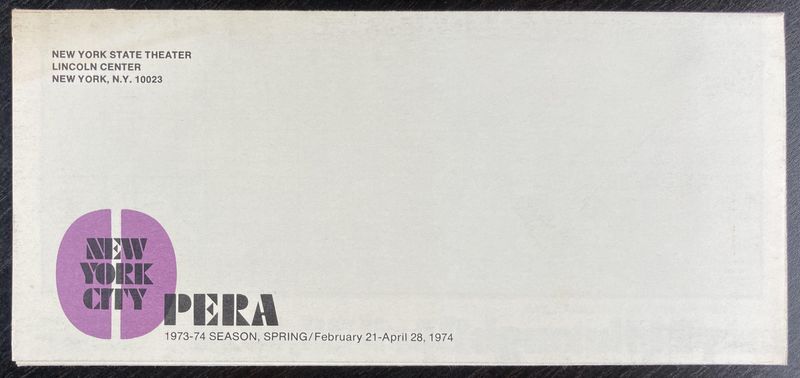 NEW YORK STATE THEATER
LINCOLN CENTER
NEW YORK, N.Y. 10023
NEW
YORK
CITY
OPERA
1973-74 SEASON, SPRING/February 21-April 28, 1974